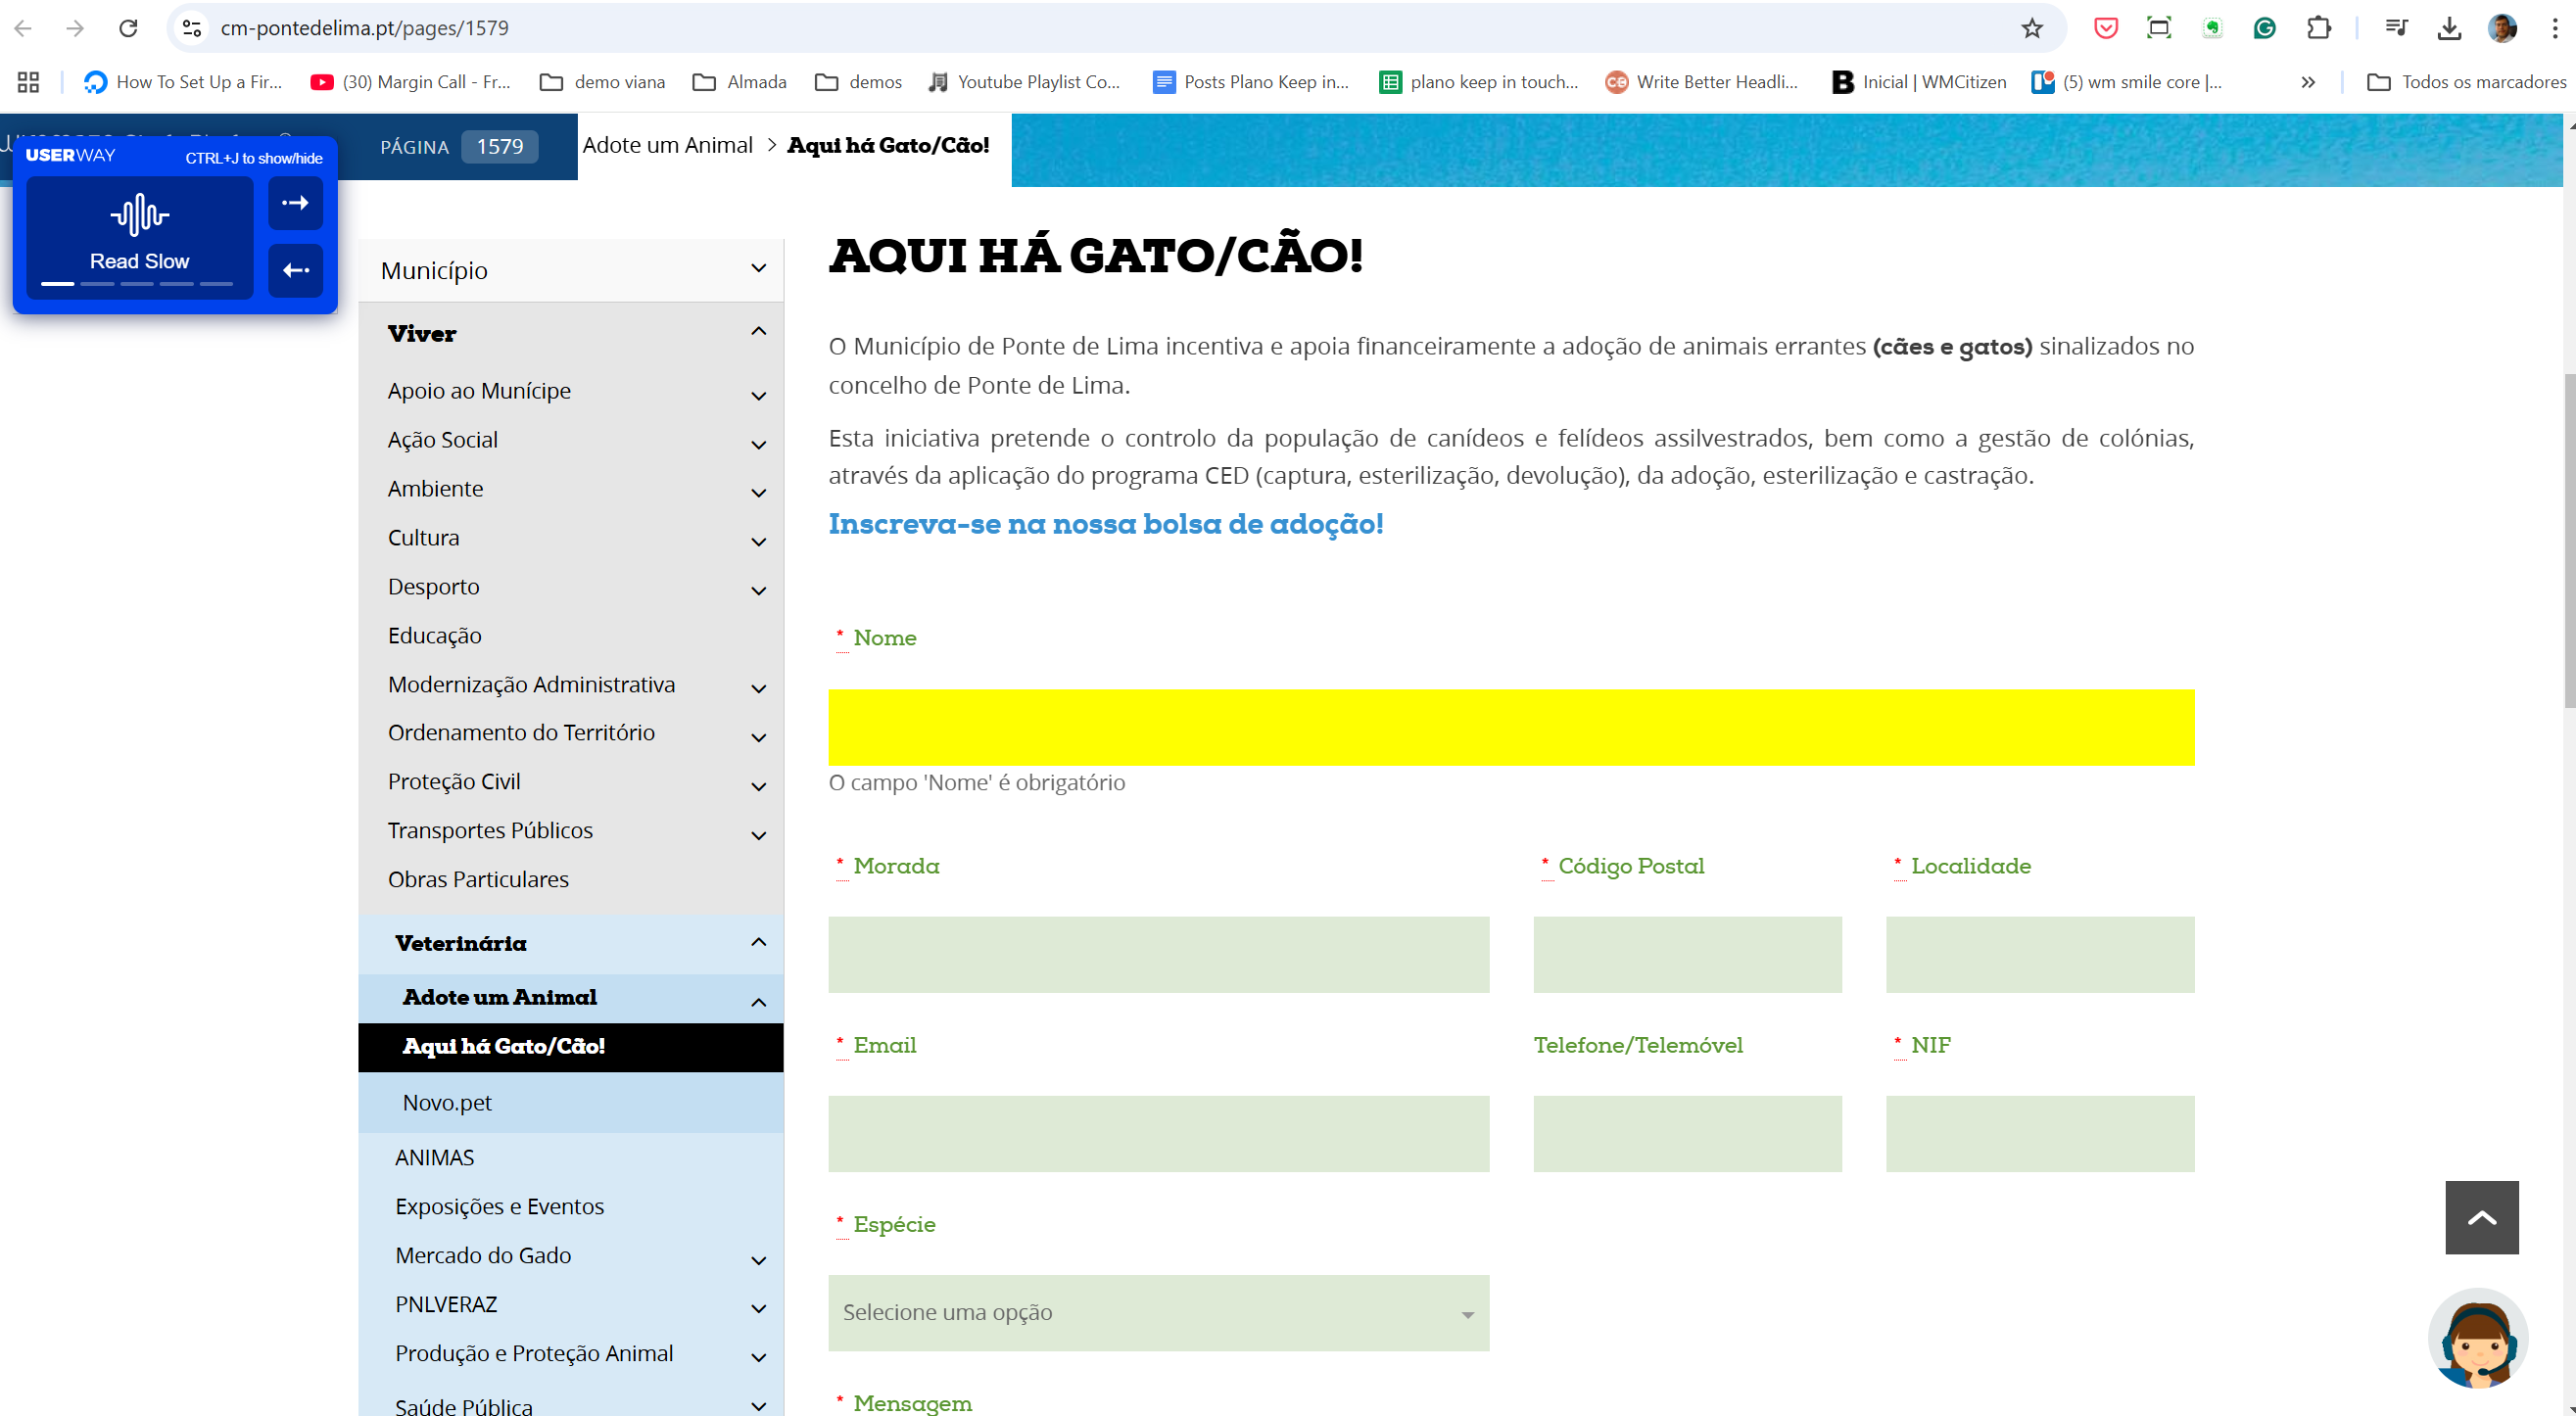 cm-pontedelima.pt/pages/1579
How To Set Up a Fir...
(30) Margin Call - Fr...
demo viana
Almada
demos
Youtube Playlist Co...
Posts Plano Keep in...
plano keep in touch...
Write Better Headli...
Inicial | WMCitizen
(5) wm smile core |...
Todos os marcadores
USERWAY
CTRL+J to show/hide
Read Slow
PÁGINA 1579
Adote um Animal > Aqui há Gato/Cão!
Município
Viver
Apoio ao Munícipe
Ação Social
Ambiente
Cultura
Desporto
Educação
Modernização Administrativa
Ordenamento do Território
Proteção Civil
Transportes Públicos
Obras Particulares
Veterinária
Adote um Animal
Aqui há Gato/Cão!
Novo.pet
ANIMAS
Exposições e Eventos
Mercado do Gado
PNLVERAZ
Produção e Proteção Animal
Saúde Pública
AQUI HÁ GATO/CÃO!
O Município de Ponte de Lima incentiva e apoia financeiramente a adoção de animais errantes (cães e gatos) sinalizados no
concelho de Ponte de Lima.
Esta iniciativa pretende o controlo da população de canídeos e felídeos assilvestrados, bem como a gestão de colónias,
através da aplicação do programa CED (captura, esterilização, devolução), da adoção, esterilização e castração.
Inscreva-se na nossa bolsa de adoção!
* Nome
O campo 'Nome' é obrigatório
* Morada
* Código Postal
* Localidade
* Email
Telefone/Telemóvel
* NIF
* Espécie
Selecione uma opção
* Mensagem